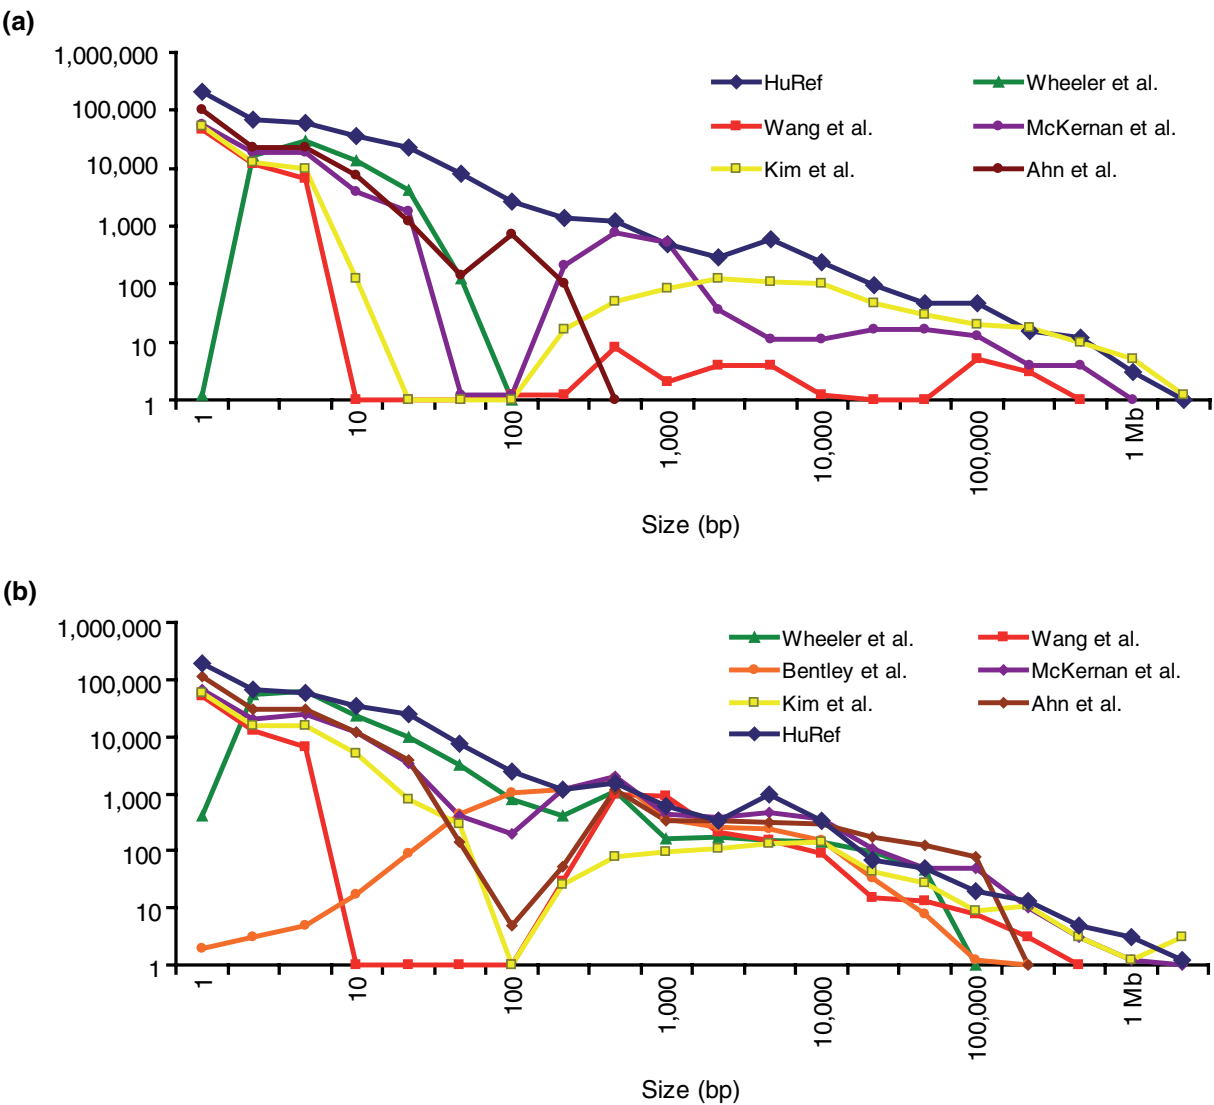 (a)
1,000,000
100,000
10,000
1,000
100
10
1
HuRef
Wheeler et al.
Wang et al.
McKernan et al.
Kim et al.
Ahn et al.
1
10
100
1,000
10,000
100,000
1 Mb
Size (bp)
(b)
1,000,000
100,000
10,000
1,000
100
10
1
Wheeler et al.
Wang et al.
Bentley et al.
McKernan et al.
Kim et al.
Ahn et al.
HuRef
1
10
100
1,000
10,000
100,000
1 Mb
Size (bp)